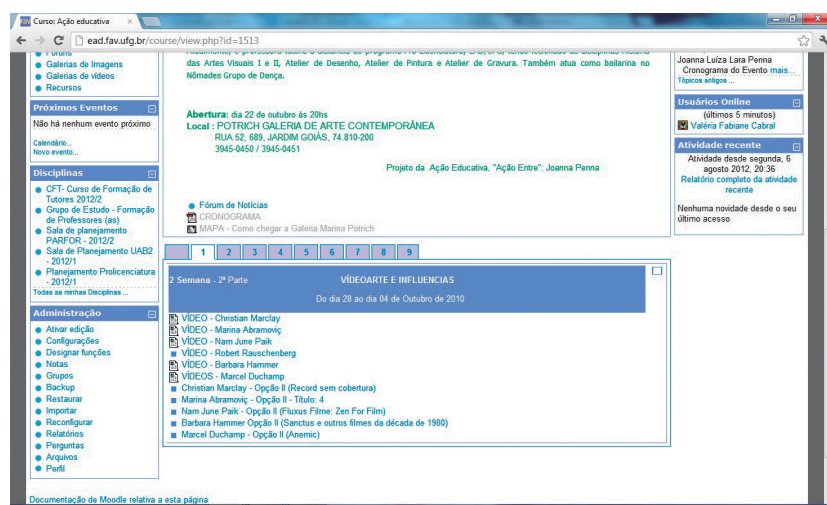 Curso: Ação educativa
ead.fav.ufg.br/course/view.php?id=1513
Fóruns
Galerias de Imagens
Galerias de vídeos
Recursos
Próximos Eventos
Não há nenhum evento próximo
Calendário...
Novo evento...
Disciplinas
CFT- Curso de Formação de
Tutores 2012/2
Grupo de Estudo - Formação
de Professores (as)
Sala de planejamento
PARFOR - 2012/2
Sala de Planejamento UAB2
- 2012/1
Planejamento Prolicenciatura
- 2012/1
Todas as minhas Disciplinas ...
Administração
Ativar edição
Configurações
Designar funções
Notas
Grupos
Backup
Restaurar
Importar
Reconfigurar
Relatórios
Perguntas
Arquivos
Perfil
Documentação de Moodle relativa a esta página
das Artes Visuais I e II, Atelier de Desenho, Atelier de Pintura e Atelier de Gravura. Também atua como bailarina no
Nômades Grupo de Dança.
Abertura: dia 22 de outubro às 20hs
Local : POTRICH GALERIA DE ARTE CONTEMPORÂNEA
RUA 52, 689, JARDIM GOIÁS, 74.810-200
3945-0450 / 3945-0451
Projeto da Ação Educativa, "Ação Entre": Joanna Penna
Fórum de Notícias
CRONOGRAMA
MAPA - Como chegar a Galeria Marina Potrich
1 2 3 4 5 6 7 8 9
2 Semana - 2ª Parte VÍDEOARTE E INFLUENCIAS
Do dia 28 ao dia 04 de Outubro de 2010
VÍDEO - Christian Marclay
VÍDEO - Marina Abramoviç
VÍDEO - Nam June Paik
VÍDEO - Robert Rauschenberg
VÍDEO - Barbara Hammer
VÍDEOS - Marcel Duchamp
Christian Marclay - Opção II (Record sem cobertura)
Marina Abramoviç - Opção II - Título: 4
Nam June Paik - Opção II (Fluxus Filme: Zen For Film)
Barbara Hammer Opção II (Sanctus e outros filmes da década de 1980)
Marcel Duchamp - Opção II (Anemic)
Joanna Luíza Lara Penna
Cronograma do Evento mais...
Tópicos antigos ...
Usuários Online
(últimos 5 minutos)
Valéria Fabiane Cabral
Atividade recente
Atividade desde segunda, 6
agosto 2012, 20:36
Relatório completo da atividade
recente
Nenhuma novidade desde o seu
último acesso